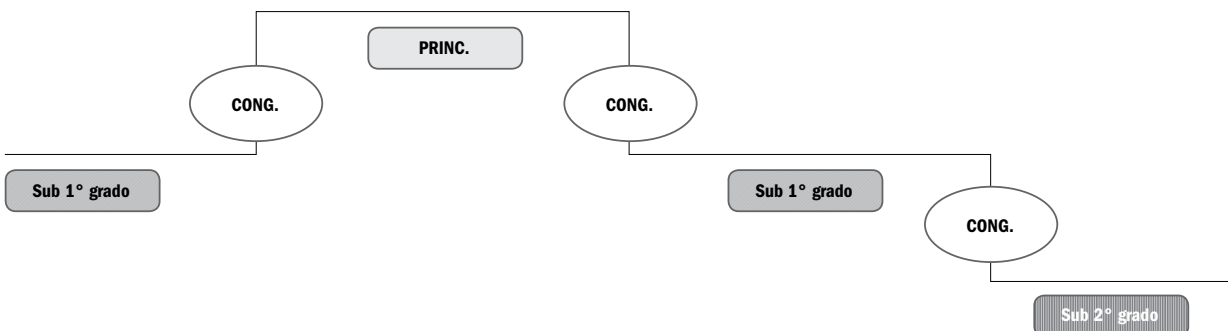 PRINC.
CONG.
CONG.
Sub 1° grado
Sub 1° grado
CONG.
Sub 2° grado